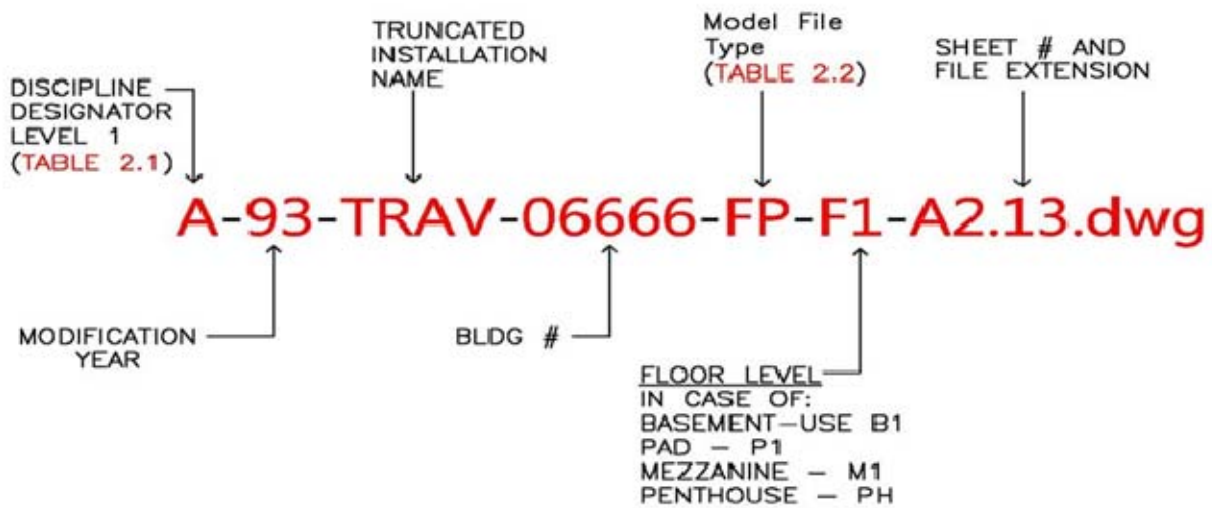 TRUNCATED
INSTALLATION
NAME
Model File
Type
(TABLE 2.2)
SHEET # AND
FILE EXTENSION
DISCIPLINE
DESIGNATOR
LEVEL 1
(TABLE 2.1)
A-93-TRAV-06666-FP-F1-A2.13.dwg
MODIFICATION
YEAR
BLDG #
FLOOR LEVEL
IN CASE OF:
BASEMENT-USE B1
PAD - P1
MEZZANINE - M1
PENTHOUSE - PH